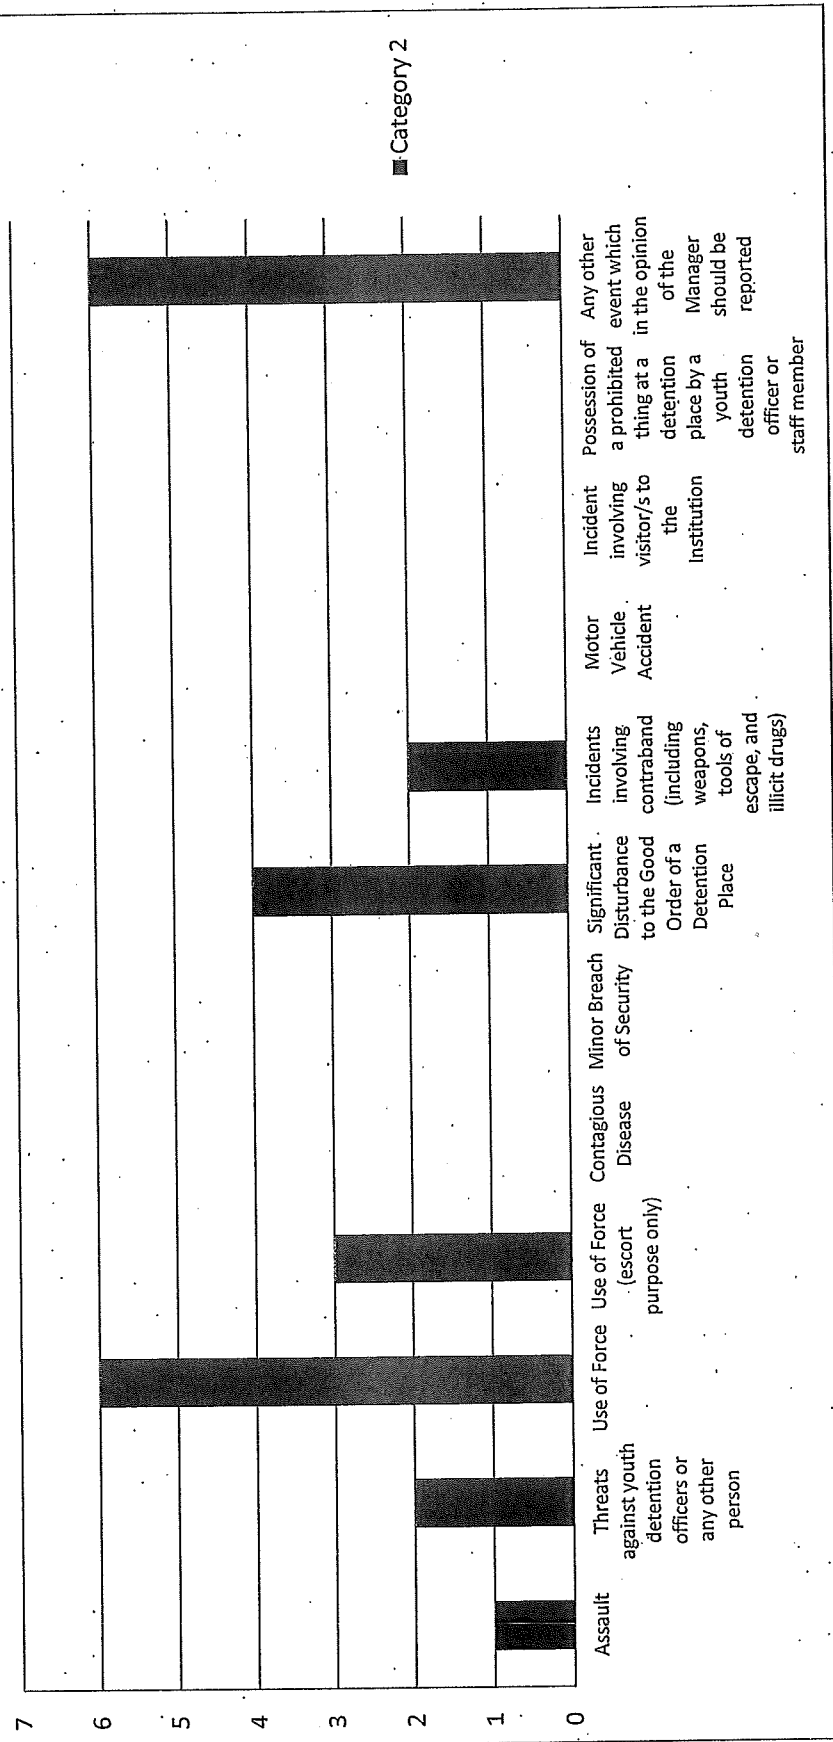 7
6
5
4
3
2
1
0
Assault
Threats
against youth
detention
officers or
any other
person
Use of Force
Use of Force
(escort
purpose only)
Contagious
Disease
Minor Breach
of Security
Significant
Disturbance
to the Good
Order of a
Detention
Place
Incidents
involving
contraband
(including
weapons,
tools of
escape, and
illicit drugs)
Motor
Vehicle
Accident
Incident
involving
visitor/s to
the
Institution
Possession of
a prohibited
thing at a
detention
place by a
youth
detention
officer or
staff member
Any other
event which
in the opinion
of the
Manager
should be
reported
Category 2